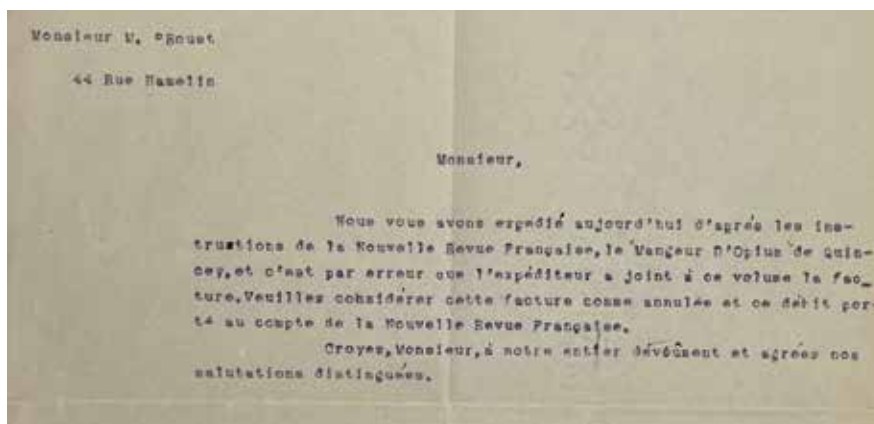 Monsieur M. PRoust
44 Rue Hamelin
Monsieur,
Nous vous avons expedié aujourd'hui d'aprés les ins-
tructions de la Nouvelle Revue Française, le Mangeur D'Opium de Quin-
cey, et c'est par erreur que l'expéditeur a joint à ce volume la fac_
ture. Veuillez considérer cette facture comme annulée et ce débit por-
té au compte de la Nouvelle Revue Française.
Croyez, Monsieur, à notre entier dévoûment et agréez nos
salutations distinguées.